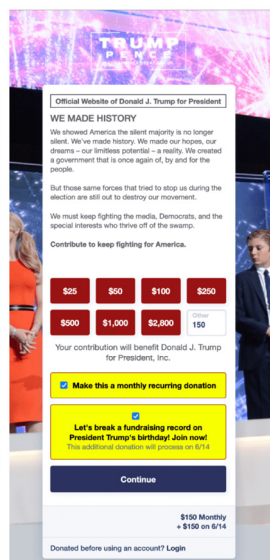 TRUMP
PENCE
Official Website of Donald J. Trump for President
WE MADE HISTORY
We showed America the silent majority is no longer
silent. We've made history. We made our hopes, our
dreams – our limitless potential – a reality. We created
a government that is once again of, by and for the
people.
But those same forces that tried to stop us during the
election are still out to destroy our movement.
We must keep fighting the media, Democrats, and the
special interests who thrive off of the swamp.
Contribute to keep fighting for America.
$25 $50 $100 $250
$500 $1,000 $2,800 Other
150
Your contribution will benefit Donald J. Trump
for President, Inc.
Make this a monthly recurring donation
Let's break a fundraising record on
President Trump's birthday! Join now!
This additional donation will process on 6/14
Continue
$150 Monthly
+ $150 on 6/14
Donated before using an account? Login